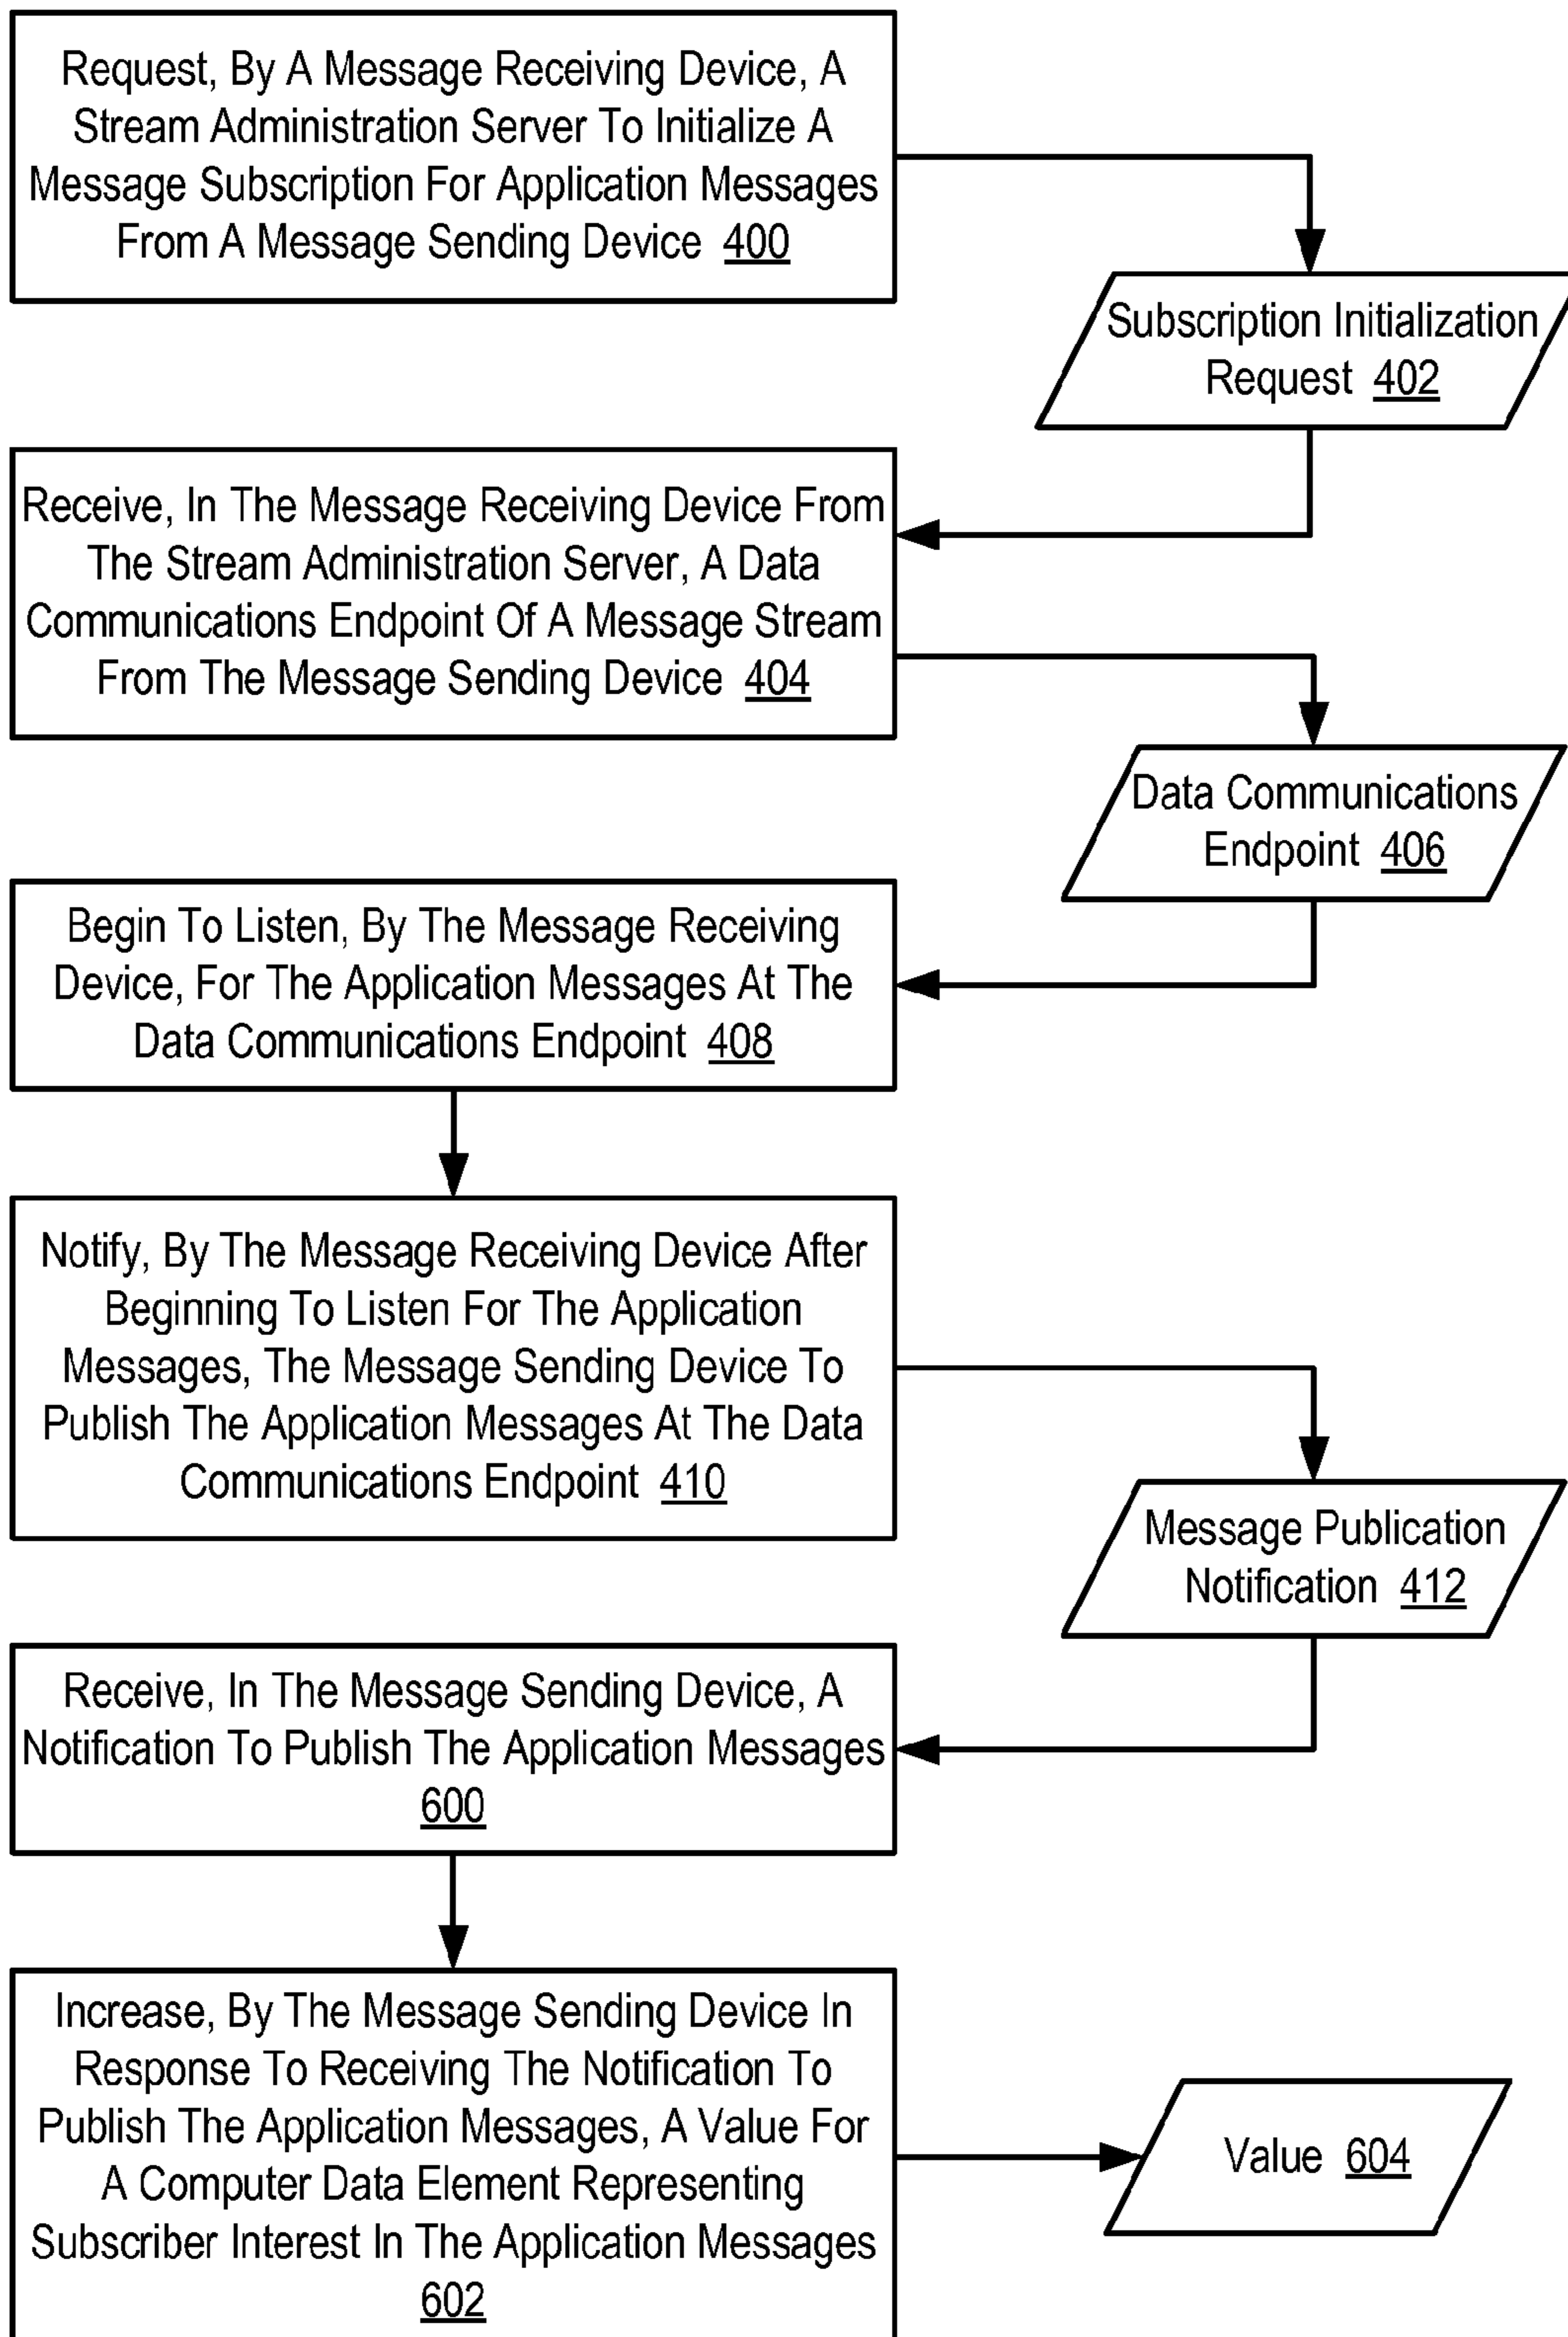 Request, By A Message Receiving Device, A
Stream Administration Server To Initialize A
Message Subscription For Application Messages
From A Message Sending Device 400
Subscription Initialization
Request 402
Receive, In The Message Receiving Device From
The Stream Administration Server, A Data
Communications Endpoint Of A Message Stream
From The Message Sending Device 404
Data Communications
Endpoint 406
Begin To Listen, By The Message Receiving
Device, For The Application Messages At The
Data Communications Endpoint 408
Notify, By The Message Receiving Device After
Beginning To Listen For The Application
Messages, The Message Sending Device To
Publish The Application Messages At The Data
Communications Endpoint 410
Message Publication
Notification 412
Receive, In The Message Sending Device, A
Notification To Publish The Application Messages
600
Increase, By The Message Sending Device In
Response To Receiving The Notification To
Publish The Application Messages, A Value For
A Computer Data Element Representing
Subscriber Interest In The Application Messages
602
Value 604